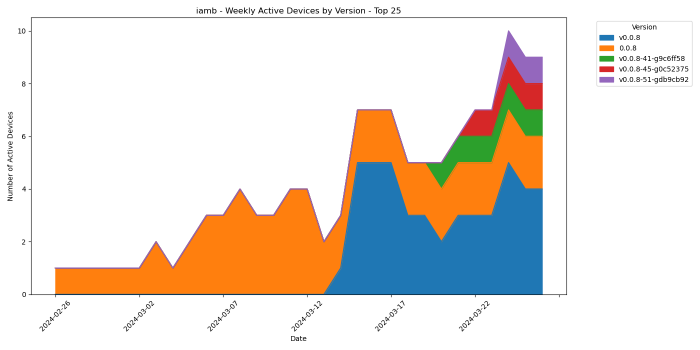 iamb - Weekly Active Devices by Version - Top 25
Number of Active Devices
10
8
6
4
2
0
2024-02-26
2024-03-02
2024-03-07
2024-03-12
2024-03-17
2024-03-22
Date
Version
v0.0.8
0.0.8
v0.0.8-41-g9c6ff58
v0.0.8-45-g0c52375
v0.0.8-51-gdb9cb92